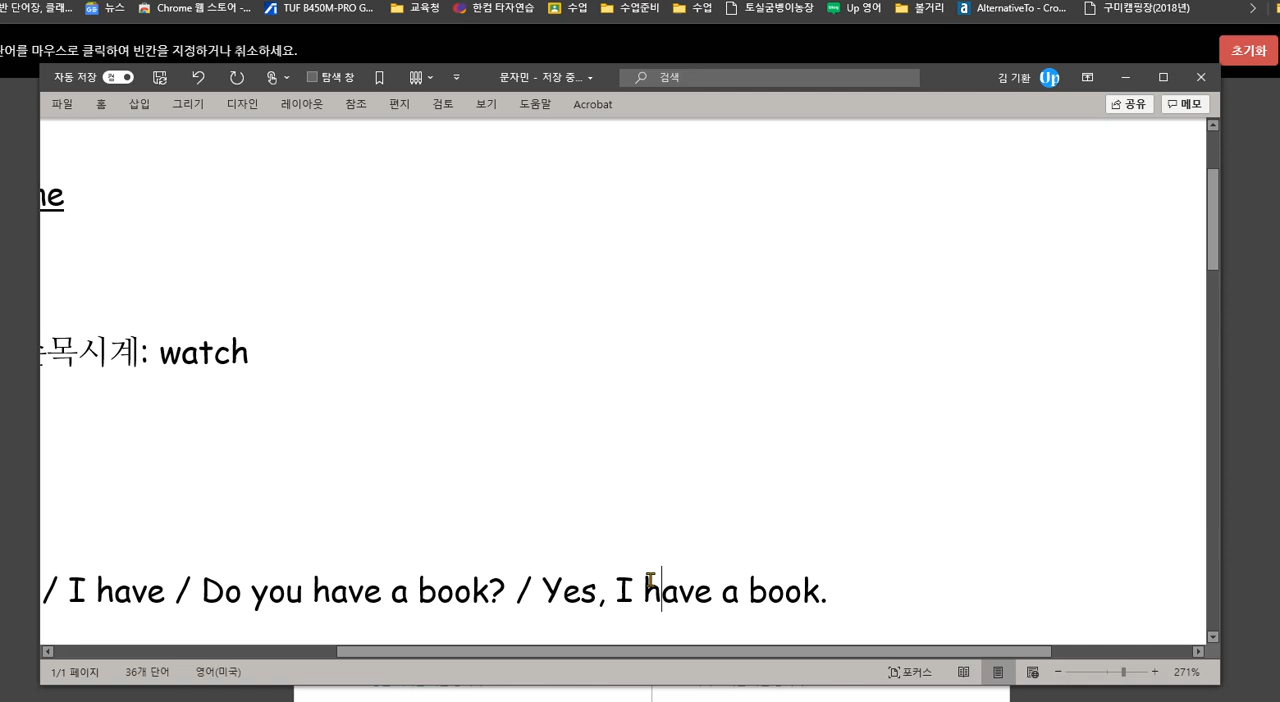 반 단어장, 클래... 뉴스 Chrome 웹 스토어 -... TUF B450M-PRO G... 교육청 한컴 타자연습 수업 수업준비 수업 토실굼벵이농장 Up 영어 볼거리 AlternativeTo - Cro... 구미캠핑장(2018년)
단어를 마우스로 클릭하여 빈칸을 지정하거나 취소하세요. 초기화
자동 저장 탐색 창 문자민 - 저장 중... 검색 김 기환 Up
파일 홈 삽입 그리기 디자인 레이아웃 참조 편지 검토 보기 도움말 Acrobat 공유 메모
ne
목시계: watch
/ I have / Do you have a book? / Yes, I have a book.
1/1 페이지 36개 단어 영어(미국) 포커스 271%